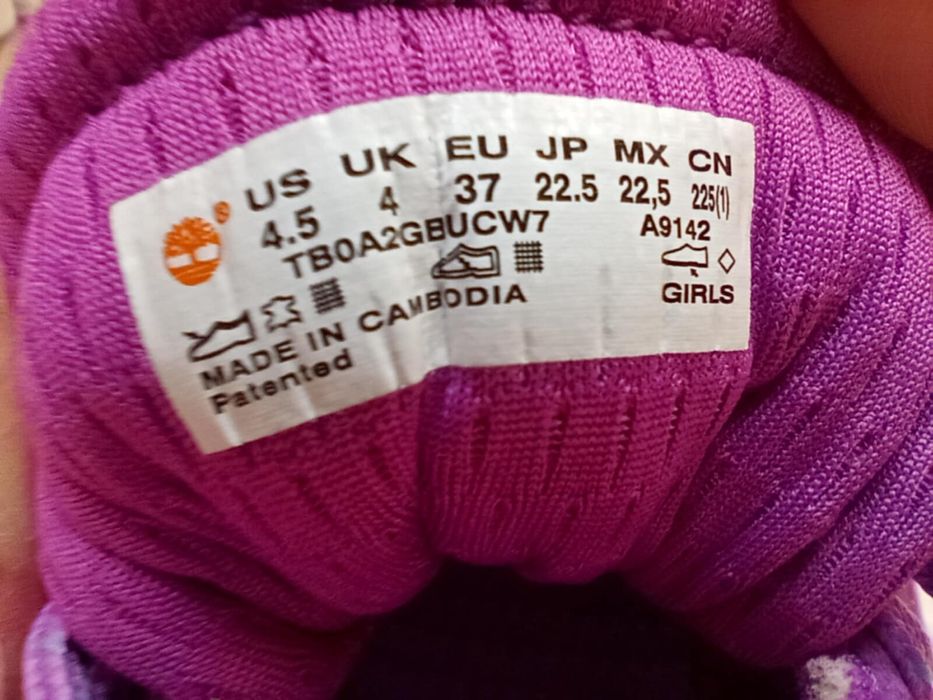 US UK EU JP MX CN
4.5 4 37 22.5 22,5 225(1)
TB0A2GBUCW7 A9142
GIRLS
MADE IN CAMBODIA
Patented